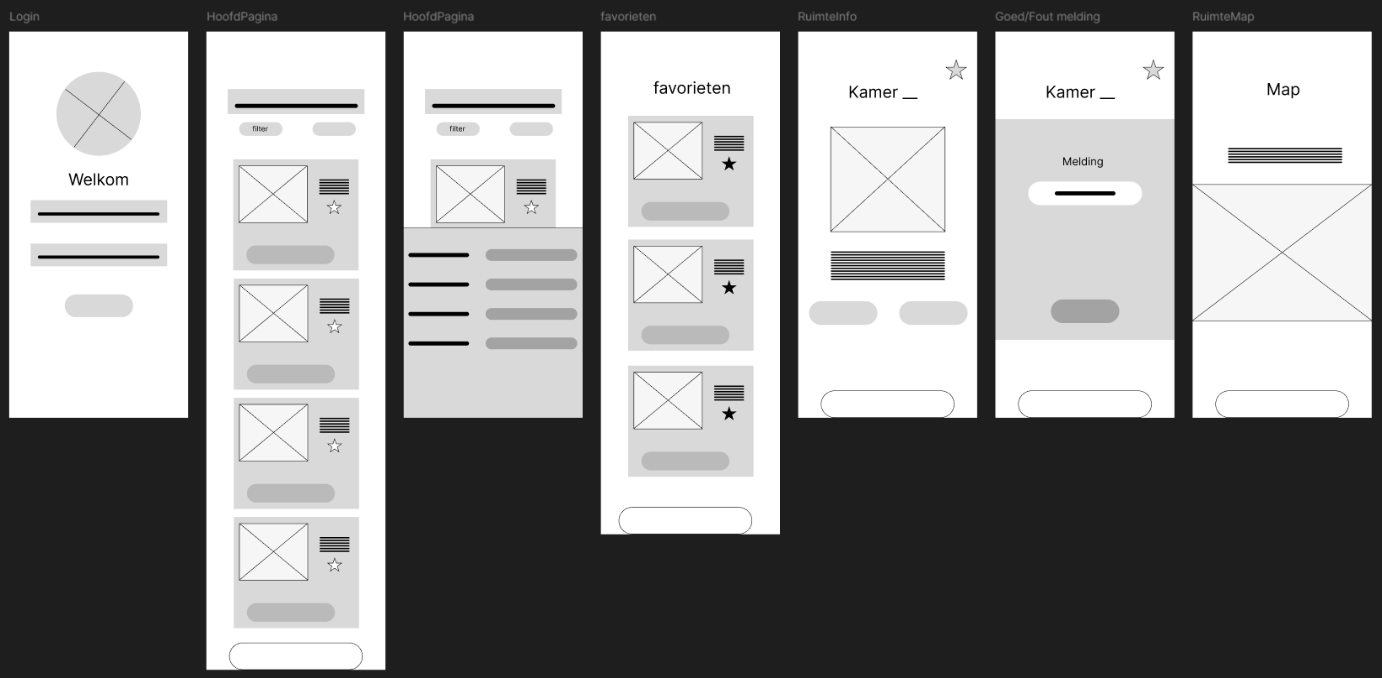 Login
HoofdPagina
HoofdPagina
favorieten
RuimteInfo
Goed/Fout melding
RuimteMap
Welkom
filter
filter
favorieten
Kamer __
Kamer __
Melding
Map